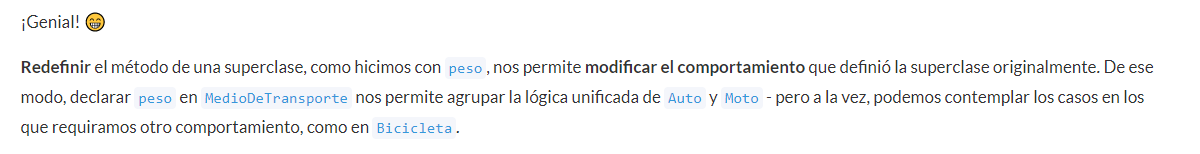 ¡Genial! 😁
Redefinir el método de una superclase, como hicimos con peso, nos permite modificar el comportamiento que definió la superclase originalmente. De ese
modo, declarar peso en MedioDeTransporte nos permite agrupar la lógica unificada de Auto y Moto - pero a la vez, podemos contemplar los casos en los
que requiramos otro comportamiento, como en Bicicleta.